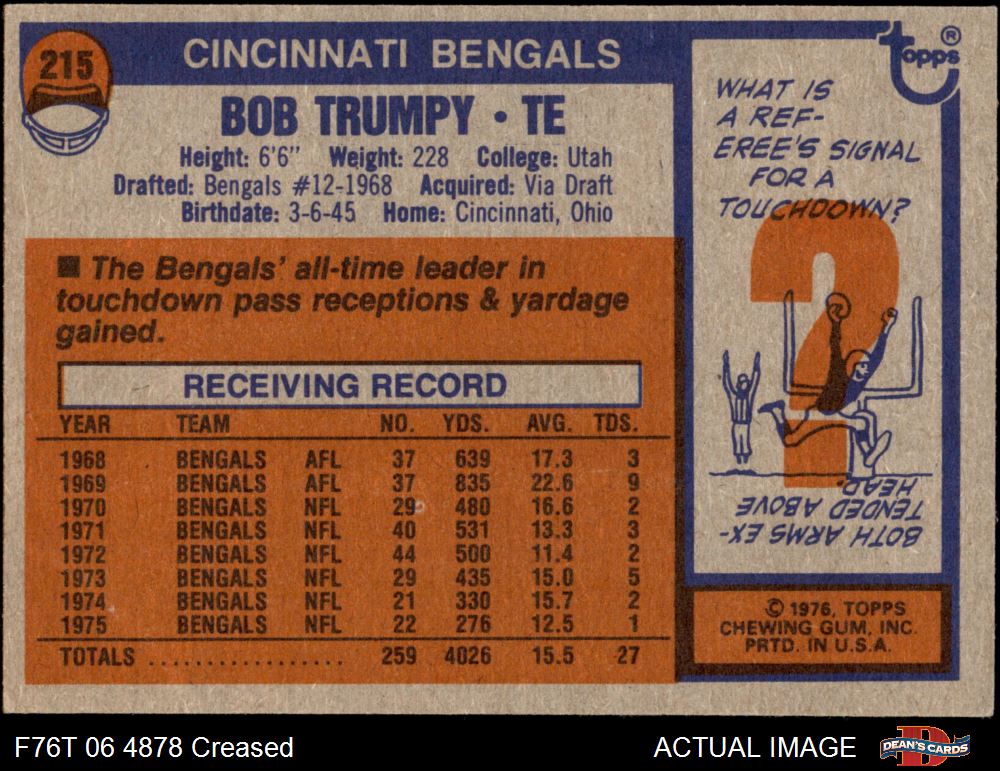 215
CINCINNATI BENGALS
BOB TRUMPY • TE
Height: 6'6" Weight: 228 College: Utah
Drafted: Bengals #12-1968 Acquired: Via Draft
Birthdate: 3-6-45 Home: Cincinnati, Ohio
■ The Bengals' all-time leader in
touchdown pass receptions & yardage
gained.
RECEIVING RECORD
YEAR TEAM NO. YDS. AVG. TDS.
1968 BENGALS AFL 37 639 17.3 3
1969 BENGALS AFL 37 835 22.6 9
1970 BENGALS NFL 29 480 16.6 2
1971 BENGALS NFL 40 531 13.3 3
1972 BENGALS NFL 44 500 11.4 2
1973 BENGALS NFL 29 435 15.0 5
1974 BENGALS NFL 21 330 15.7 2
1975 BENGALS NFL 22 276 12.5 1
TOTALS .................. 259 4026 15.5 27
topps®
WHAT IS
A REF-
EREE'S SIGNAL
FOR A
TOUCHDOWN?
?
BOTH ARMS EX-
TENDED ABOVE
HEAD.
© 1976, TOPPS
CHEWING GUM, INC.
PRTD. IN U.S.A.
F76T 06 4878 Creased
ACTUAL IMAGE
D
DEAN'S CARDS